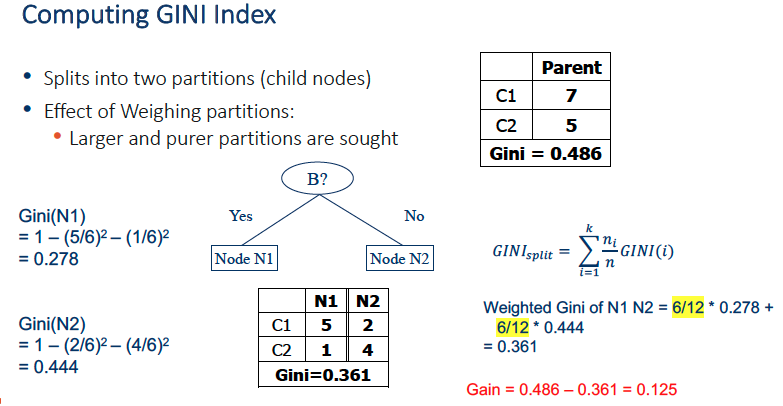 Computing GINI Index
• Splits into two partitions (child nodes)
• Effect of Weighing partitions:
• Larger and purer partitions are sought
Parent
C1 7
C2 5
Gini = 0.486
B?
Yes No
Node N1 Node N2
Gini(N1)
= 1 – (5/6)² – (1/6)²
= 0.278
Gini(N2)
= 1 – (2/6)² – (4/6)²
= 0.444
N1 N2
C1 5 2
C2 1 4
Gini=0.361
GINI_split = ∑_{i=1}^{k} n_i/n GINI(i)
Weighted Gini of N1 N2 = 6/12 * 0.278 +
6/12 * 0.444
= 0.361
Gain = 0.486 – 0.361 = 0.125